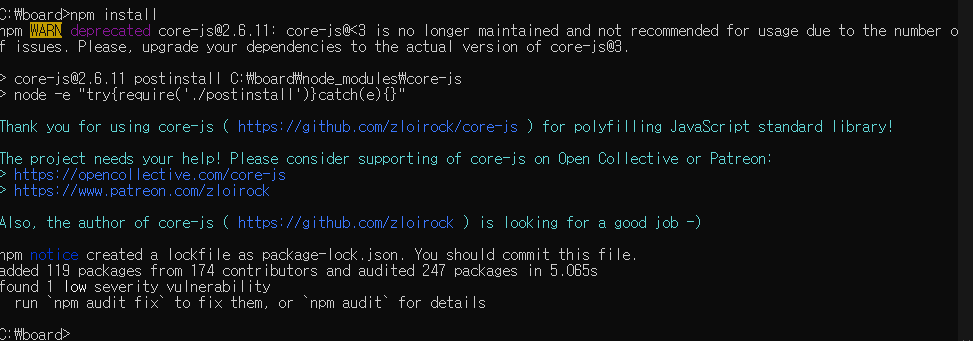 C:₩board>npm install
npm WARN deprecated core-js@2.6.11: core-js@<3 is no longer maintained and not recommended for usage due to the number o
f issues. Please, upgrade your dependencies to the actual version of core-js@3.
> core-js@2.6.11 postinstall C:₩board₩node_modules₩core-js
> node -e "try{require('./postinstall')}catch(e){}"
Thank you for using core-js ( https://github.com/zloirock/core-js ) for polyfilling JavaScript standard library!
The project needs your help! Please consider supporting of core-js on Open Collective or Patreon:
> https://opencollective.com/core-js
> https://www.patreon.com/zloirock
Also, the author of core-js ( https://github.com/zloirock ) is looking for a good job -)
npm notice created a lockfile as package-lock.json. You should commit this file.
added 119 packages from 174 contributors and audited 247 packages in 5.065s
found 1 low severity vulnerability
  run `npm audit fix` to fix them, or `npm audit` for details
C:₩board>